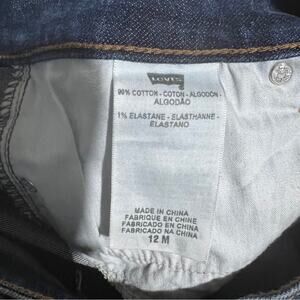 LEVI'S
99% COTTON - COTON - ALGODON -
ALGODÃO
1% ELASTANE - ELASTHANNE -
ELASTANO
MADE IN CHINA
FABRIQUE EN CHINE
FABRICADO EN CHINA
FABRICADO NA CHINA
12 M